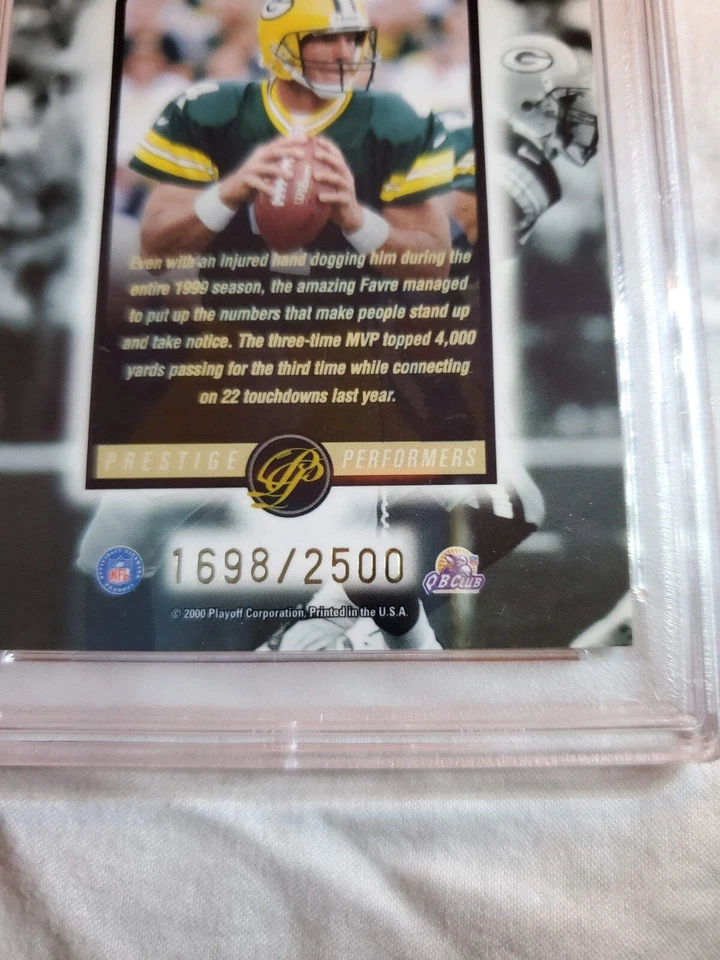 Even with an injured hand dogging him during the
entire 1999 season, the amazing Favre managed
to put up the numbers that make people stand up
and take notice. The three-time MVP topped 4,000
yards passing for the third time while connecting
on 22 touchdowns last year.
PRESTIGE PERFORMERS
NFL 1698/2500 QB CLUB
© 2000 Playoff Corporation, Printed in the U.S.A.